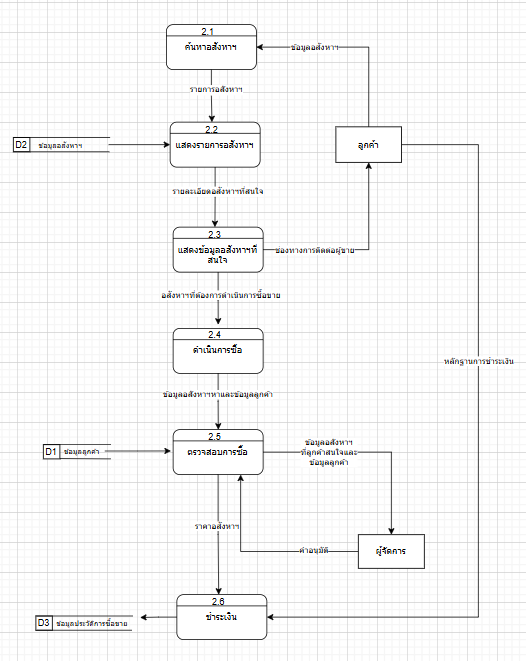 2.1
ค้นหาอสังหาฯ
ข้อมูลอสังหาฯ
รายการอสังหาฯ
2.2
แสดงรายการอสังหาฯ
D2 ข้อมูลอสังหาฯ
ลูกค้า
รายละเอียดอสังหาฯที่สนใจ
2.3
แสดงข้อมูลอสังหาฯที่
สนใจ
ช่องทางการติดต่อผู้ขาย
อสังหาฯที่ต้องการดำเนินการซื้อขาย
2.4
ดำเนินการซื้อ
หลักฐานการชำระเงิน
ข้อมูลอสังหาฯหาและข้อมูลลูกค้า
2.5
ตรวจสอบการซื้อ
D1 ข้อมูลลูกค้า
ข้อมูลอสังหาฯ
ที่ลูกค้าสนใจและ
ข้อมูลลูกค้า
ราคาอสังหาฯ
คำอนุมัติ
ผู้จัดการ
2.6
ชำระเงิน
D3 ข้อมูลประวัติการซื้อขาย